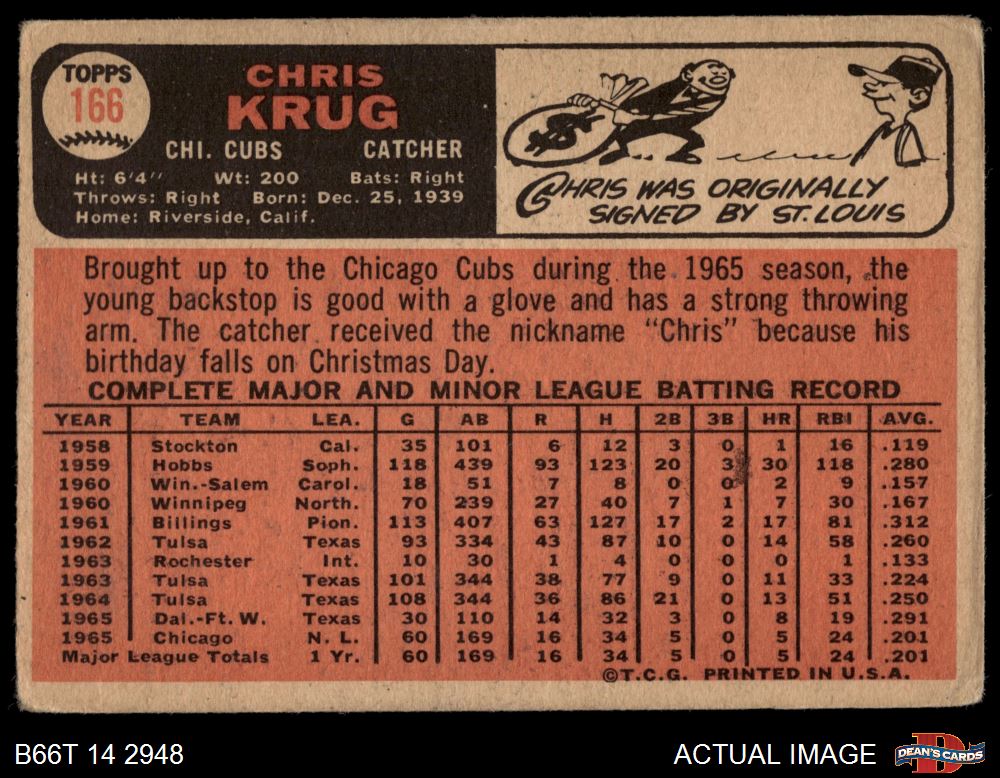 TOPPS
166
CHRIS
KRUG
CHI. CUBS CATCHER
Ht: 6'4" Wt: 200 Bats: Right
Throws: Right Born: Dec. 25, 1939
Home: Riverside, Calif.
$
CHRIS WAS ORIGINALLY
SIGNED BY ST. LOUIS
Brought up to the Chicago Cubs during the 1965 season, the
young backstop is good with a glove and has a strong throwing
arm. The catcher received the nickname "Chris" because his
birthday falls on Christmas Day.
COMPLETE MAJOR AND MINOR LEAGUE BATTING RECORD
YEAR TEAM LEA. G AB R H 2B 3B HR RBI AVG.
1958 Stockton Cal. 35 101 6 12 3 0 1 16 .119
1959 Hobbs Soph. 118 439 93 123 20 3 30 118 .280
1960 Win.-Salem Carol. 18 51 7 8 0 0 2 9 .157
1960 Winnipeg North. 70 239 27 40 7 1 7 30 .167
1961 Billings Pion. 113 407 63 127 17 2 17 81 .312
1962 Tulsa Texas 93 334 43 87 10 0 14 58 .260
1963 Rochester Int. 10 30 1 4 0 0 0 1 .133
1963 Tulsa Texas 101 344 38 77 9 0 11 33 .224
1964 Tulsa Texas 108 344 36 86 21 0 13 51 .250
1965 Dal.-Ft. W. Texas 30 110 14 32 3 0 8 19 .291
1965 Chicago N. L. 60 169 16 34 5 0 5 24 .201
Major League Totals 1 Yr. 60 169 16 34 5 0 5 24 .201
©T.C.G. PRINTED IN U.S.A.
B66T 14 2948 ACTUAL IMAGE D DEAN'S CARDS